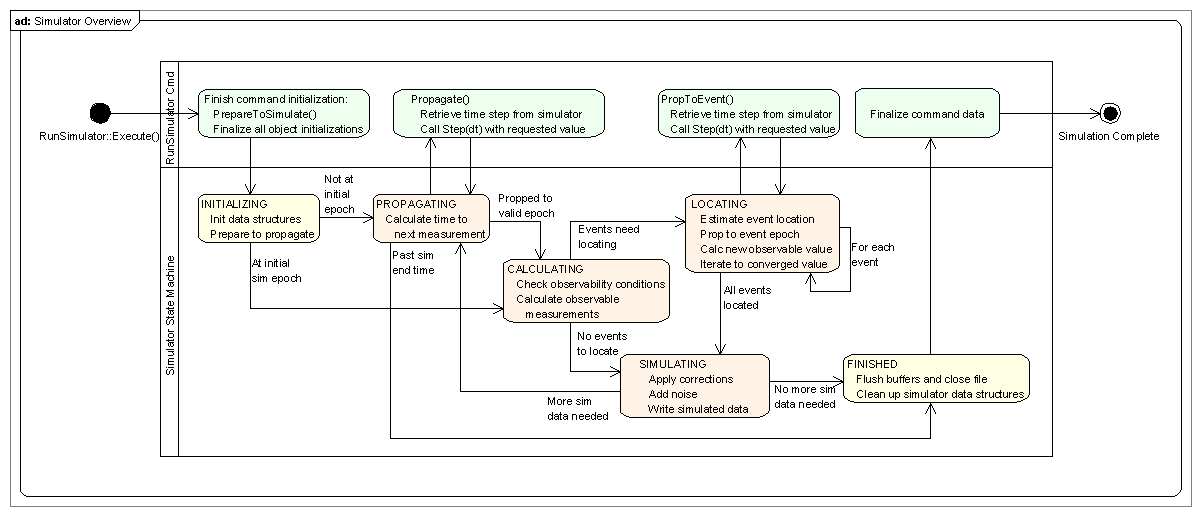 ad: Simulator Overview
RunSimulator::Execute()
RunSimulator Cmd
Finish command initialization:
PrepareToSimulate()
Finalize all object initializations
Propagate()
Retrieve time step from simulator
Call Step(dt) with requested value
PropToEvent()
Retrieve time step from simulator
Call Step(dt) with requested value
Finalize command data
Simulation Complete
Simulator State Machine
INITIALIZING
Init data structures
Prepare to propagate
Not at
initial
epoch
PROPAGATING
Calculate time to
next measurement
Propped to
valid epoch
At initial
sim epoch
Past sim
end time
CALCULATING
Check observability conditions
Calculate observable
measurements
Events need
locating
LOCATING
Estimate event location
Prop to event epoch
Calc new observable value
Iterate to converged value
For each
event
All events
located
No events
to locate
SIMULATING
Apply corrections
Add noise
Write simulated data
More sim
data needed
No more sim
data needed
FINISHED
Flush buffers and close file
Clean up simulator data structures